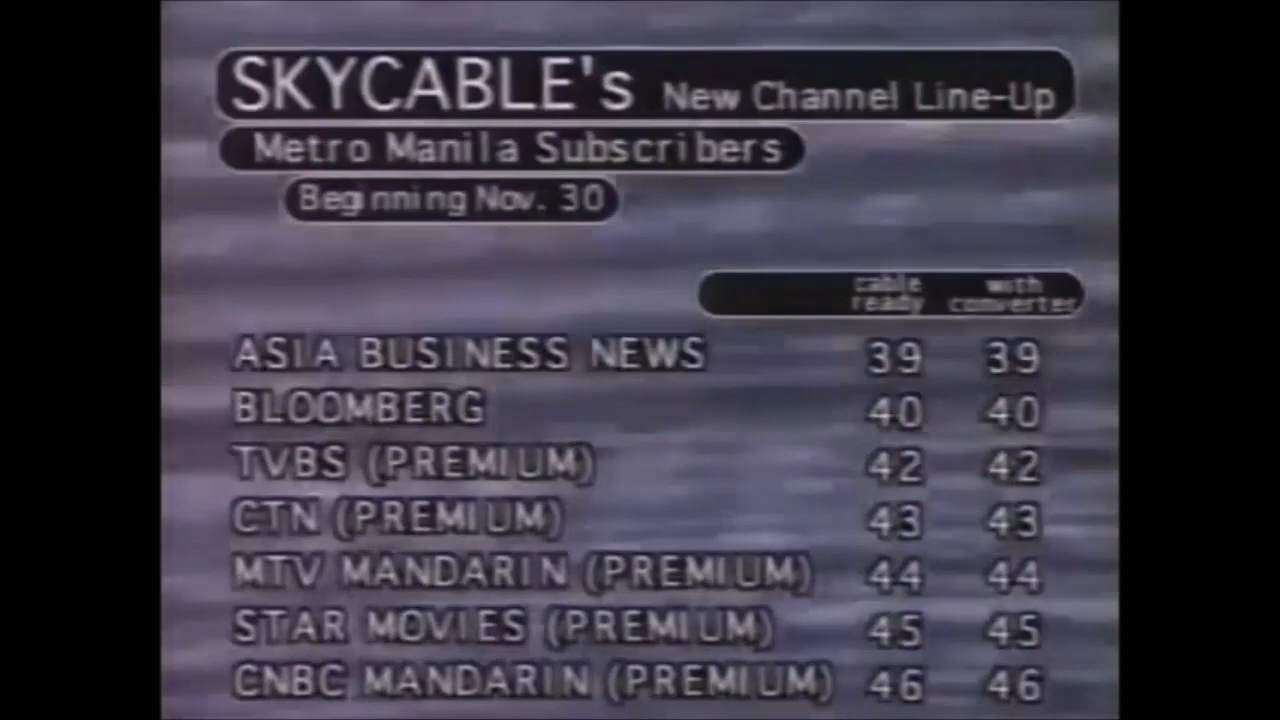 SKYCABLE's New Channel Line-Up
Metro Manila Subscribers
Beginning Nov. 30
cable ready with converter
ASIA BUSINESS NEWS 39 39
BLOOMBERG 40 40
TVBS (PREMIUM) 42 42
CTN (PREMIUM) 43 43
MTV MANDARIN (PREMIUM) 44 44
STAR MOVIES (PREMIUM) 45 45
CNBC MANDARIN (PREMIUM) 46 46